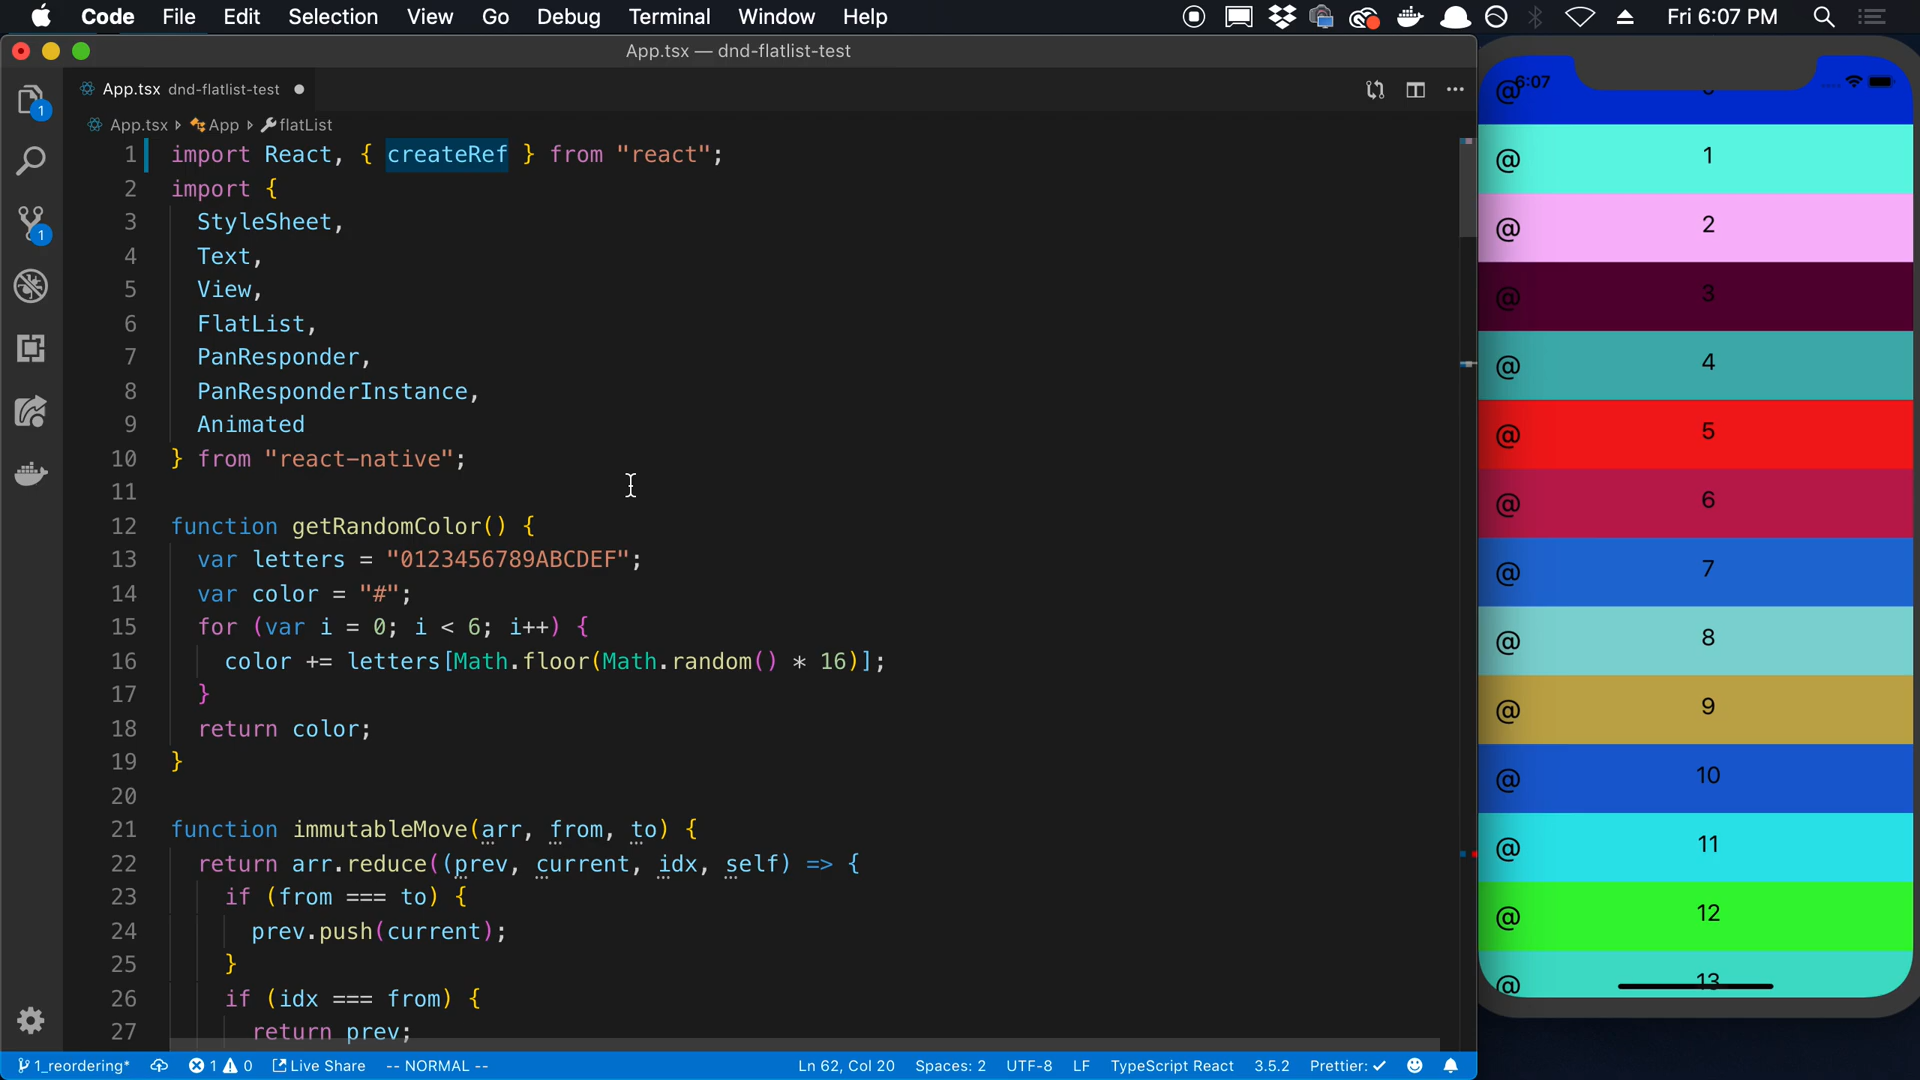 Code File Edit Selection View Go Debug Terminal Window Help Fri 6:07 PM
App.tsx — dnd-flatlist-test
App.tsx dnd-flatlist-test
App.tsx App flatList
1 import React, { createRef } from "react";
2 import {
3 StyleSheet,
4 Text,
5 View,
6 FlatList,
7 PanResponder,
8 PanResponderInstance,
9 Animated
10 } from "react-native";
11
12 function getRandomColor() {
13 var letters = "0123456789ABCDEF";
14 var color = "#";
15 for (var i = 0; i < 6; i++) {
16 color += letters[Math.floor(Math.random() * 16)];
17 }
18 return color;
19 }
20
21 function immutableMove(arr, from, to) {
22 return arr.reduce((prev, current, idx, self) => {
23 if (from === to) {
24 prev.push(current);
25 }
26 if (idx === from) {
27 return prev;
1
1
1_reordering* 1 0 Live Share -- NORMAL -- Ln 62, Col 20 Spaces: 2 UTF-8 LF TypeScript React 3.5.2 Prettier: ✓
@ 6:07
@ 1
@ 2
@ 3
@ 4
@ 5
@ 6
@ 7
@ 8
@ 9
@ 10
@ 11
@ 12
@ 13